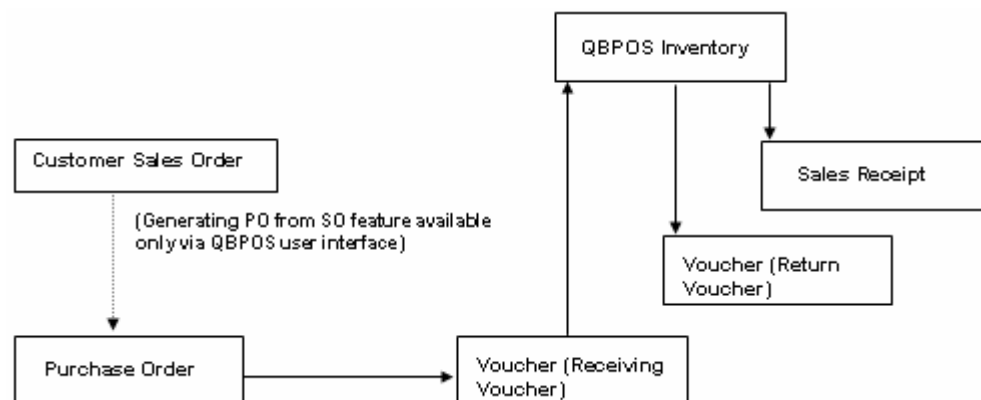 QBPOS Inventory
Customer Sales Order
Sales Receipt
(Generating PO from SO feature available
only via QBPOS user interface)
Voucher (Return
Voucher)
Purchase Order
Voucher (Receiving
Voucher)